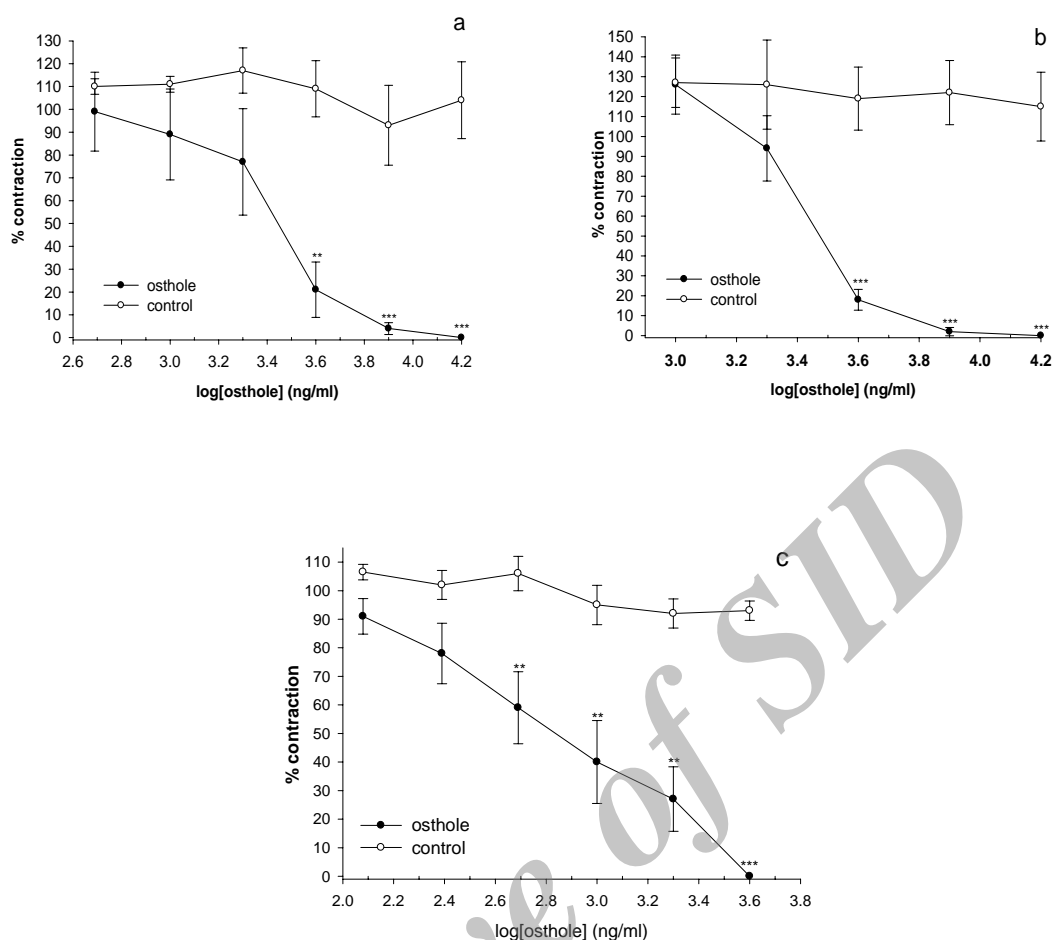 a
130
120
110
100
90
80
70
60
50
40
30
20
10
0
% contraction
**
***
***
osthole
control
2.6 2.8 3.0 3.2 3.4 3.6 3.8 4.0 4.2
log[osthole] (ng/ml)
b
150
140
130
120
110
100
90
80
70
60
50
40
30
20
10
0
% contraction
***
***
***
osthole
control
3.0 3.2 3.4 3.6 3.8 4.0 4.2
log[osthole] (ng/ml)
c
110
100
90
80
70
60
50
40
30
20
10
0
% contraction
**
**
**
***
osthole
control
2.0 2.2 2.4 2.6 2.8 3.0 3.2 3.4 3.6 3.8
log[osthole] (ng/ml)
of SID